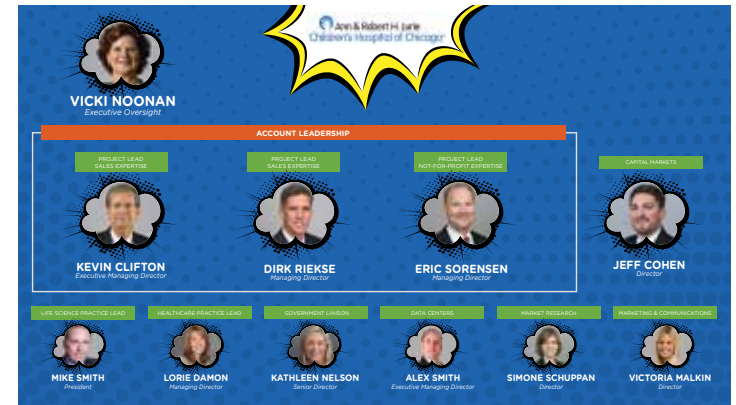 Ann & Robert H. Lurie
Children's Hospital of Chicago
VICKI NOONAN
Executive Oversight
ACCOUNT LEADERSHIP
PROJECT LEAD
SALES EXPERTISE
PROJECT LEAD
SALES EXPERTISE
PROJECT LEAD
NOT-FOR-PROFIT EXPERTISE
CAPITAL MARKETS
KEVIN CLIFTON
Executive Managing Director
DIRK RIEKSE
Managing Director
ERIC SORENSEN
Managing Director
JEFF COHEN
Director
LIFE SCIENCE PRACTICE LEAD
HEALTHCARE PRACTICE LEAD
GOVERNMENT LIAISON
DATA CENTERS
MARKET RESEARCH
MARKETING & COMMUNICATIONS
MIKE SMITH
President
LORIE DAMON
Managing Director
KATHLEEN NELSON
Senior Director
ALEX SMITH
Executive Managing Director
SIMONE SCHUPPAN
Director
VICTORIA MALKIN
Director